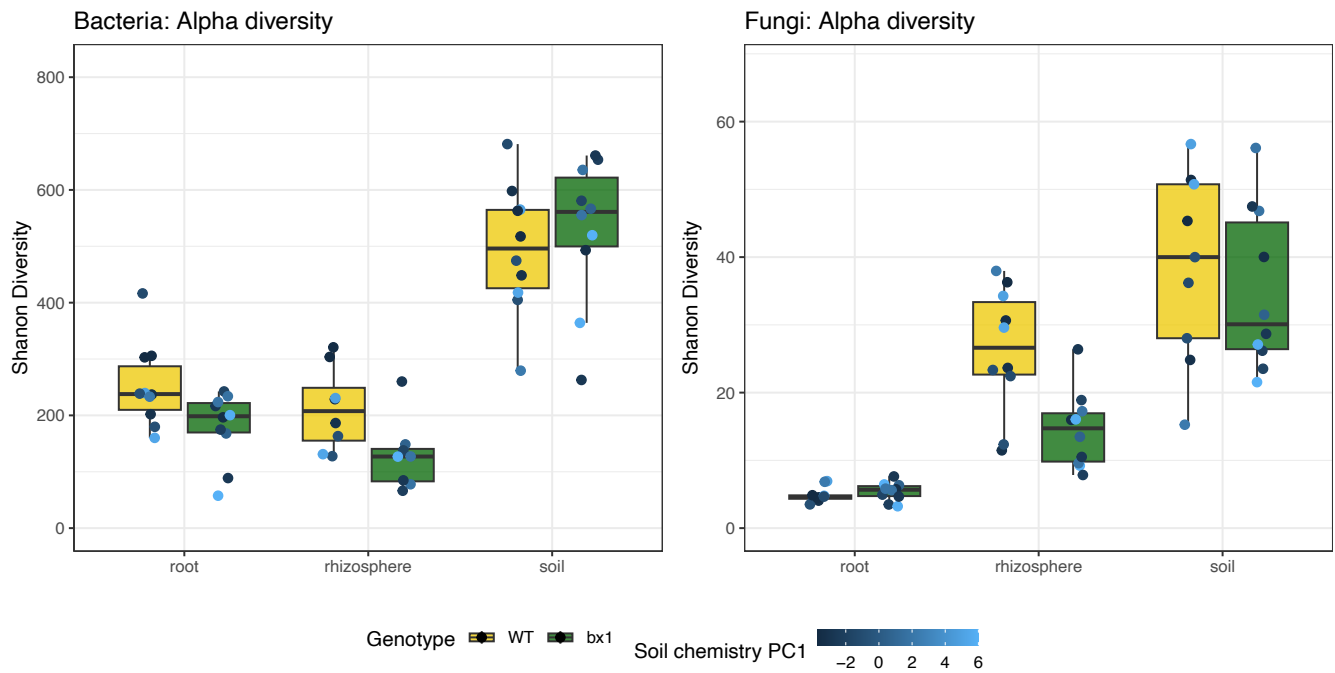 Bacteria: Alpha diversity
Shanon Diversity
800
600
400
200
0
root rhizosphere soil
Fungi: Alpha diversity
Shanon Diversity
60
40
20
0
root rhizosphere soil
Genotype WT bx1
Soil chemistry PC1
−2 0 2 4 6